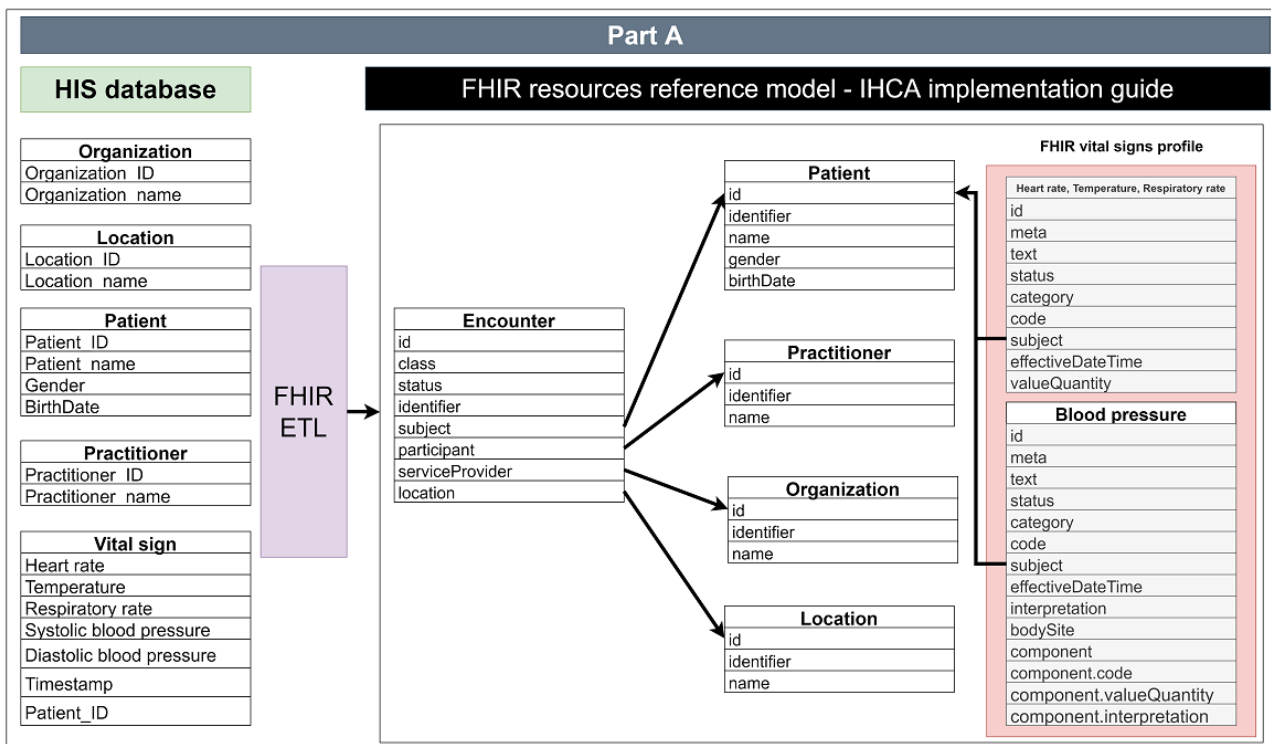 Part A
HIS database
FHIR resources reference model - IHCA implementation guide
Organization
Organization_ID
Organization_name
Location
Location_ID
Location_name
Patient
Patient_ID
Patient_name
Gender
BirthDate
Practitioner
Practitioner_ID
Practitioner_name
Vital sign
Heart rate
Temperature
Respiratory rate
Systolic blood pressure
Diastolic blood pressure
Timestamp
Patient_ID
FHIR
ETL
Encounter
id
class
status
identifier
subject
participant
serviceProvider
location
Patient
id
identifier
name
gender
birthDate
Practitioner
id
identifier
name
Organization
id
identifier
name
Location
id
identifier
name
FHIR vital signs profile
Heart rate, Temperature, Respiratory rate
id
meta
text
status
category
code
subject
effectiveDateTime
valueQuantity
Blood pressure
id
meta
text
status
category
code
subject
effectiveDateTime
interpretation
bodySite
component
component.code
component.valueQuantity
component.interpretation